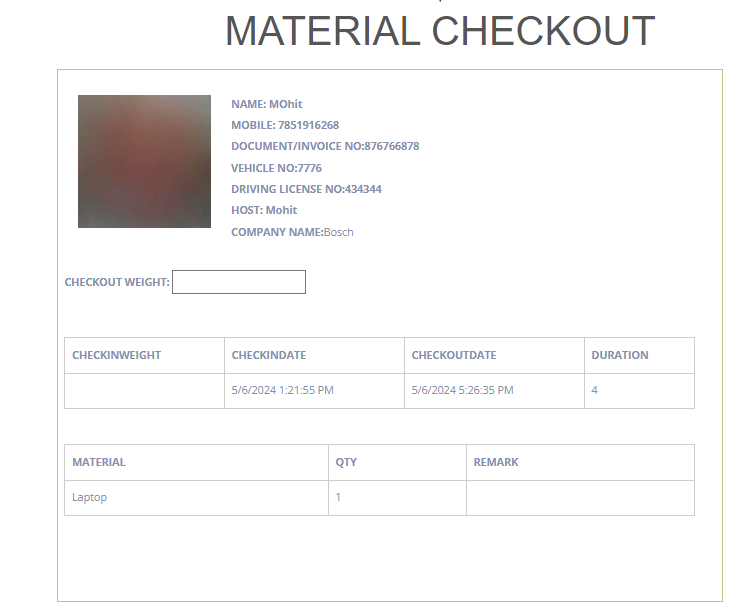 MATERIAL CHECKOUT
NAME: MOhit
MOBILE: 7851916268
DOCUMENT/INVOICE NO:876766878
VEHICLE NO:7776
DRIVING LICENSE NO:434344
HOST: Mohit
COMPANY NAME:Bosch
CHECKOUT WEIGHT:
CHECKINWEIGHT CHECKINDATE CHECKOUTDATE DURATION
5/6/2024 1:21:55 PM 5/6/2024 5:26:35 PM 4
MATERIAL QTY REMARK
Laptop 1